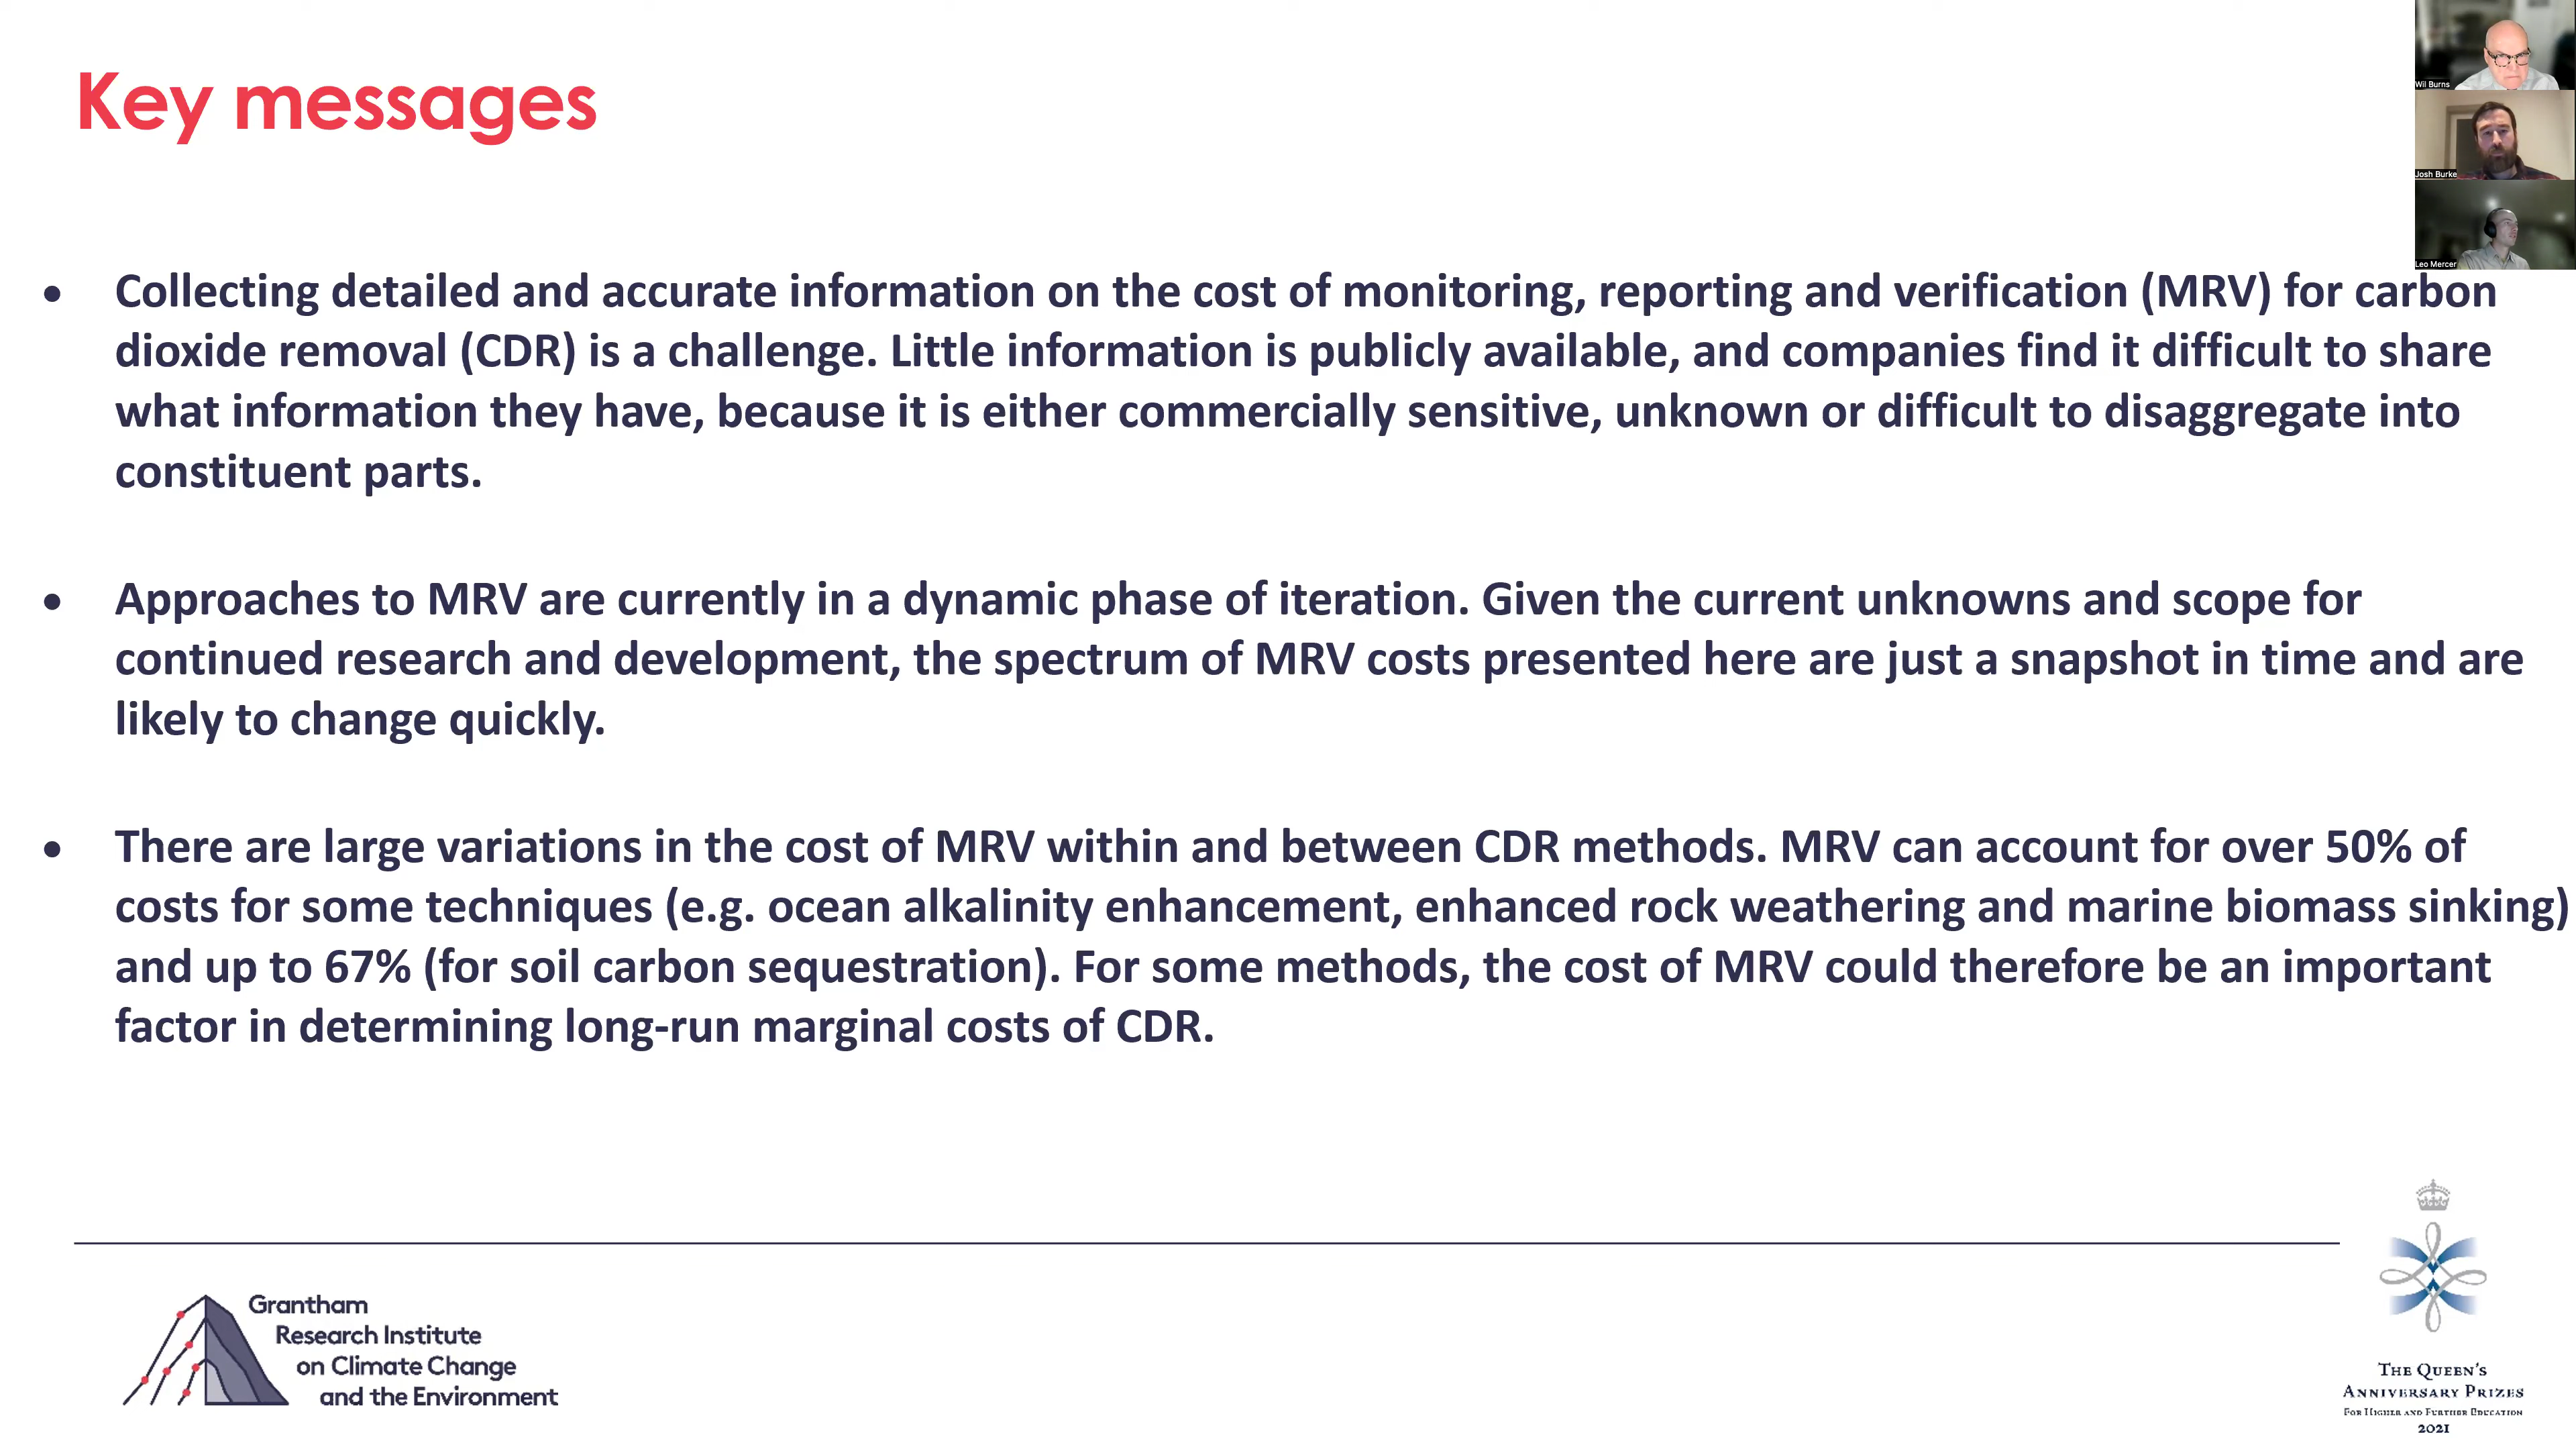 Key messages
Wil Burns
Josh Burke
Leo Mercer
• Collecting detailed and accurate information on the cost of monitoring, reporting and verification (MRV) for carbon
dioxide removal (CDR) is a challenge. Little information is publicly available, and companies find it difficult to share
what information they have, because it is either commercially sensitive, unknown or difficult to disaggregate into
constituent parts.
• Approaches to MRV are currently in a dynamic phase of iteration. Given the current unknowns and scope for
continued research and development, the spectrum of MRV costs presented here are just a snapshot in time and are
likely to change quickly.
• There are large variations in the cost of MRV within and between CDR methods. MRV can account for over 50% of
costs for some techniques (e.g. ocean alkalinity enhancement, enhanced rock weathering and marine biomass sinking)
and up to 67% (for soil carbon sequestration). For some methods, the cost of MRV could therefore be an important
factor in determining long-run marginal costs of CDR.
Grantham
Research Institute
on Climate Change
and the Environment
THE QUEEN'S
ANNIVERSARY PRIZES
FOR HIGHER AND FURTHER EDUCATION
2021